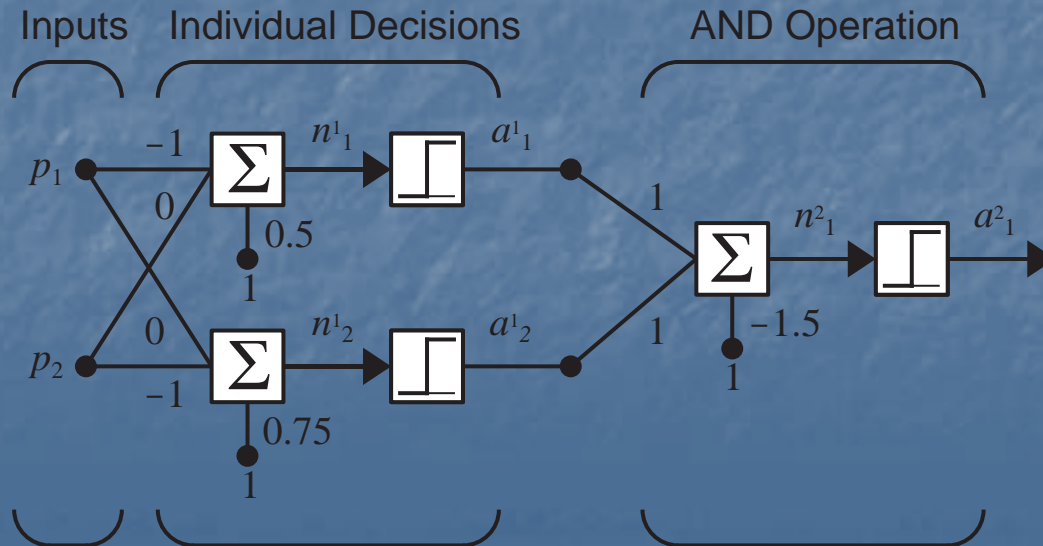 Inputs Individual Decisions AND Operation
p₁ −1 Σ n¹₁ a¹₁
0
0.5
1
1
Σ n²₁ a²₁
−1.5
1
1
0
p₂ −1 Σ n¹₂ a¹₂
0.75
1